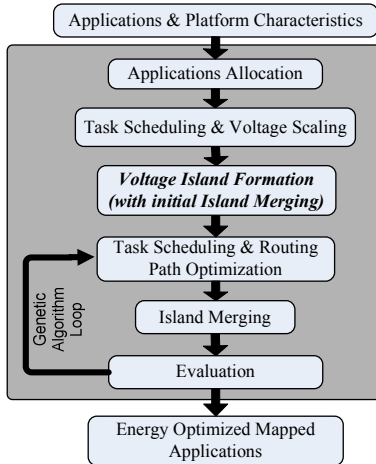 Applications & Platform Characteristics
Applications Allocation
Task Scheduling & Voltage Scaling
Voltage Island Formation
(with initial Island Merging)
Task Scheduling & Routing
Path Optimization
Genetic
Algorithm
Loop
Island Merging
Evaluation
Energy Optimized Mapped
Applications